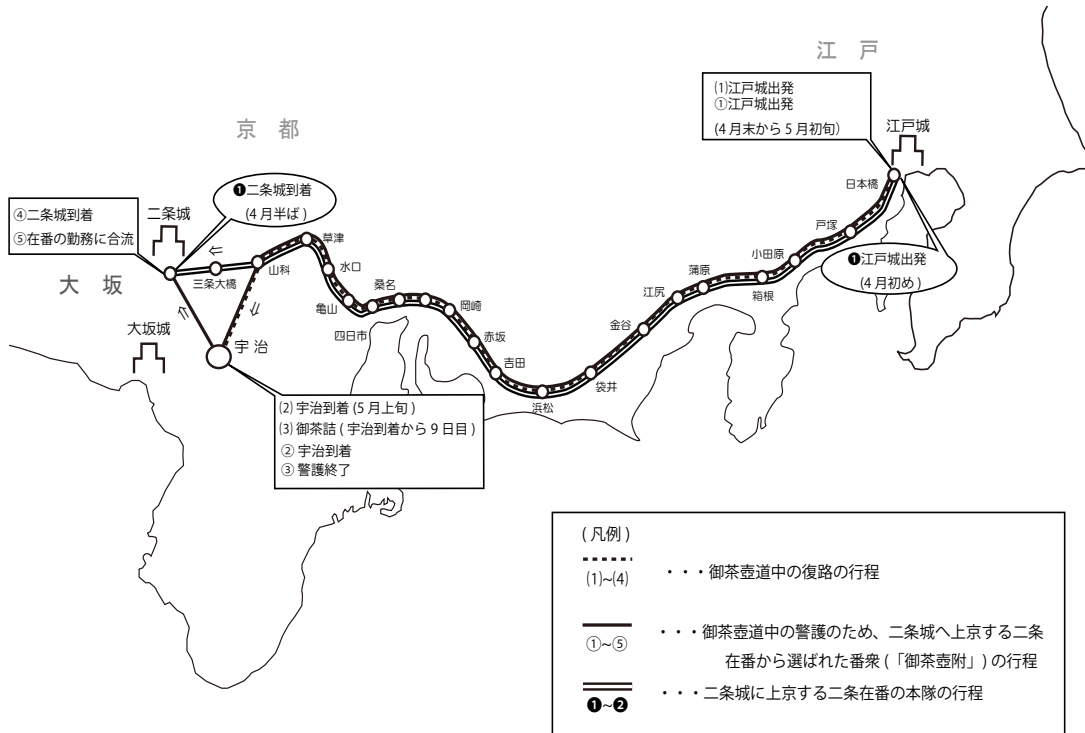 江 戸
(1)江戸城出発
①江戸城出発
(4月末から5月初旬)
江戸城
京 都
日本橋
❶二条城到着
(4月半ば)
④二条城到着
⑤在番の勤務に合流
二条城
戸塚
草津
小田原
❶江戸城出発
(4月初め)
山科
三条大橋
水口
大 坂
桑名
蒲原
箱根
江尻
亀山
岡崎
四日市
大坂城
金谷
赤坂
宇治
吉田
袋井
浜松
(2) 宇治到着 (5月上旬)
(3) 御茶詰 (宇治到着から9日目)
② 宇治到着
③ 警護終了
(凡例)
(1)~(4)
・・・御茶壺道中の復路の行程
①~⑤
・・・御茶壺道中の警護のため、二条城へ上京する二条
在番から選ばれた番衆 (「御茶壺附」) の行程
❶~❷
・・・二条城に上京する二条在番の本隊の行程